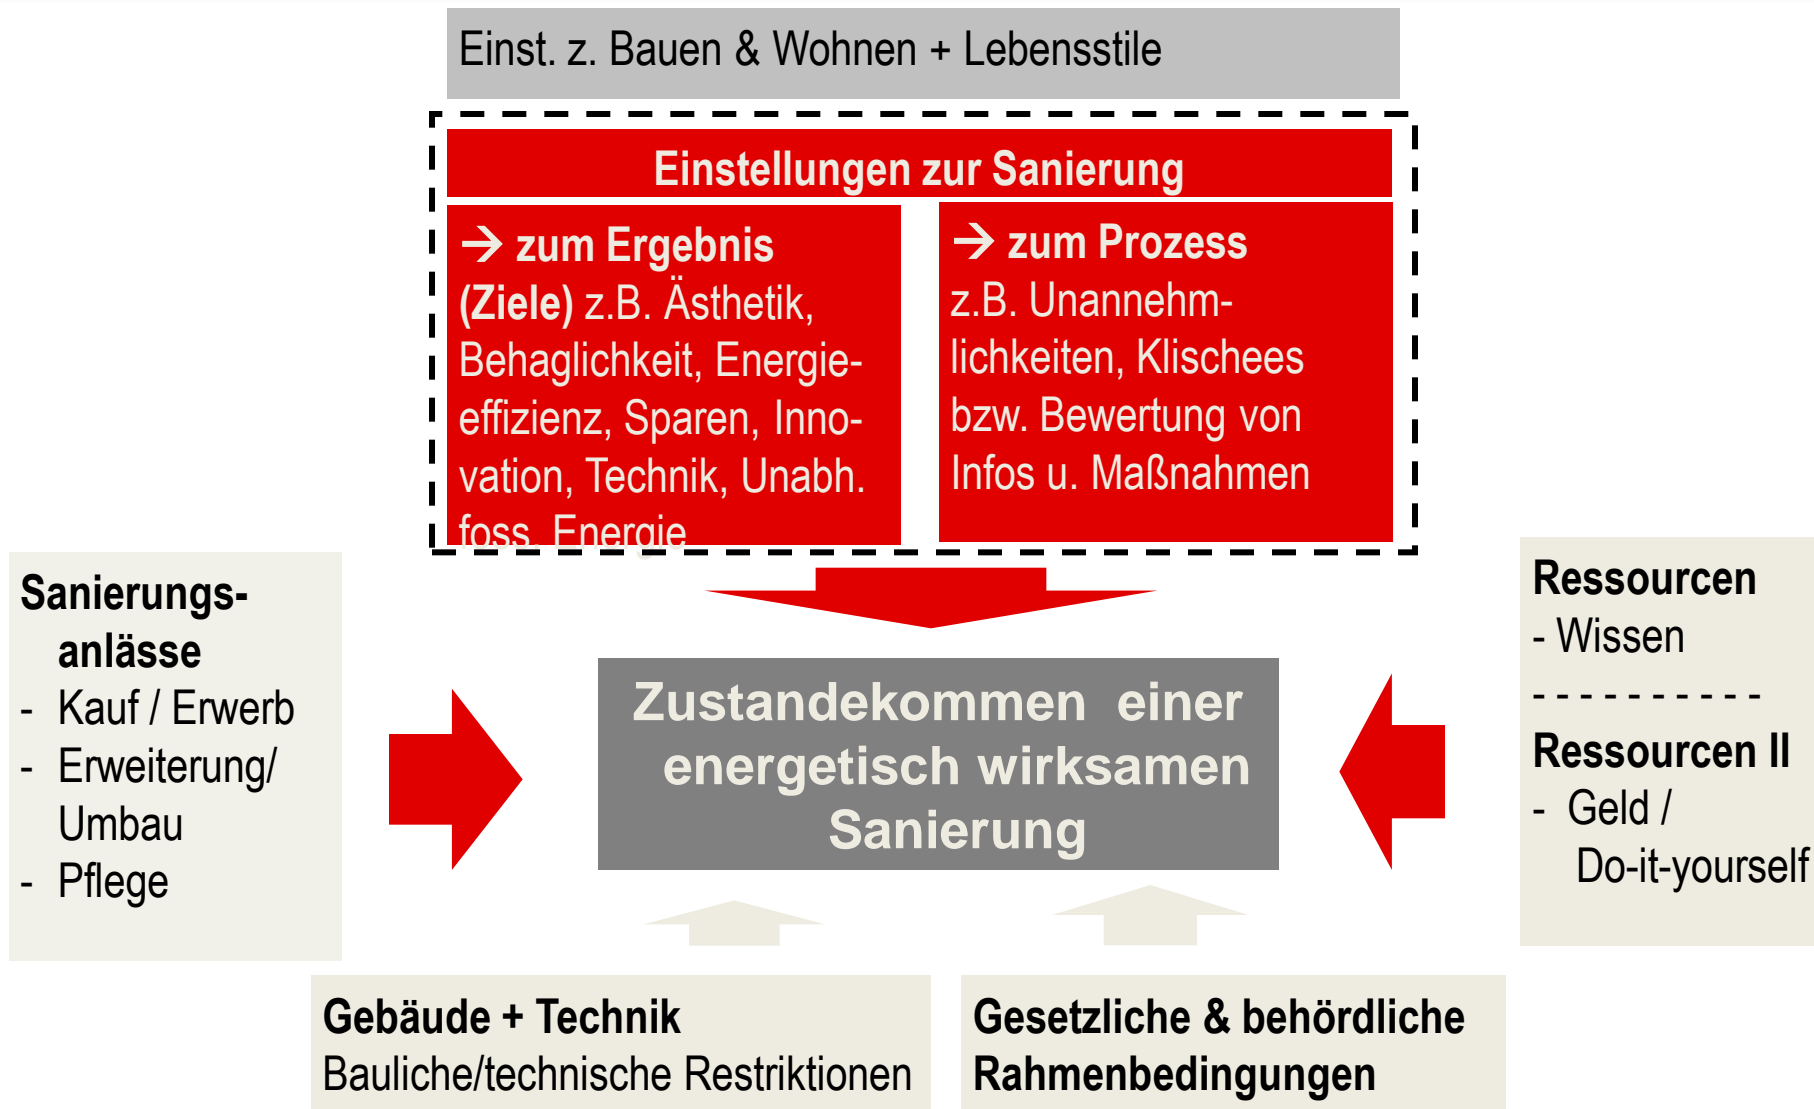 Einst. z. Bauen & Wohnen + Lebensstile
Einstellungen zur Sanierung
→ zum Ergebnis
(Ziele) z.B. Ästhetik,
Behaglichkeit, Energie-
effizienz, Sparen, Inno-
vation, Technik, Unabh.
foss. Energie
→ zum Prozess
z.B. Unannehm-
lichkeiten, Klischees
bzw. Bewertung von
Infos u. Maßnahmen
Sanierungs-
anlässe
- Kauf / Erwerb
- Erweiterung/
Umbau
- Pflege
Zustandekommen einer
energetisch wirksamen
Sanierung
Ressourcen
- Wissen
- - - - - - - - - -
Ressourcen II
- Geld /
Do-it-yourself
Gebäude + Technik
Bauliche/technische Restriktionen
Gesetzliche & behördliche
Rahmenbedingungen